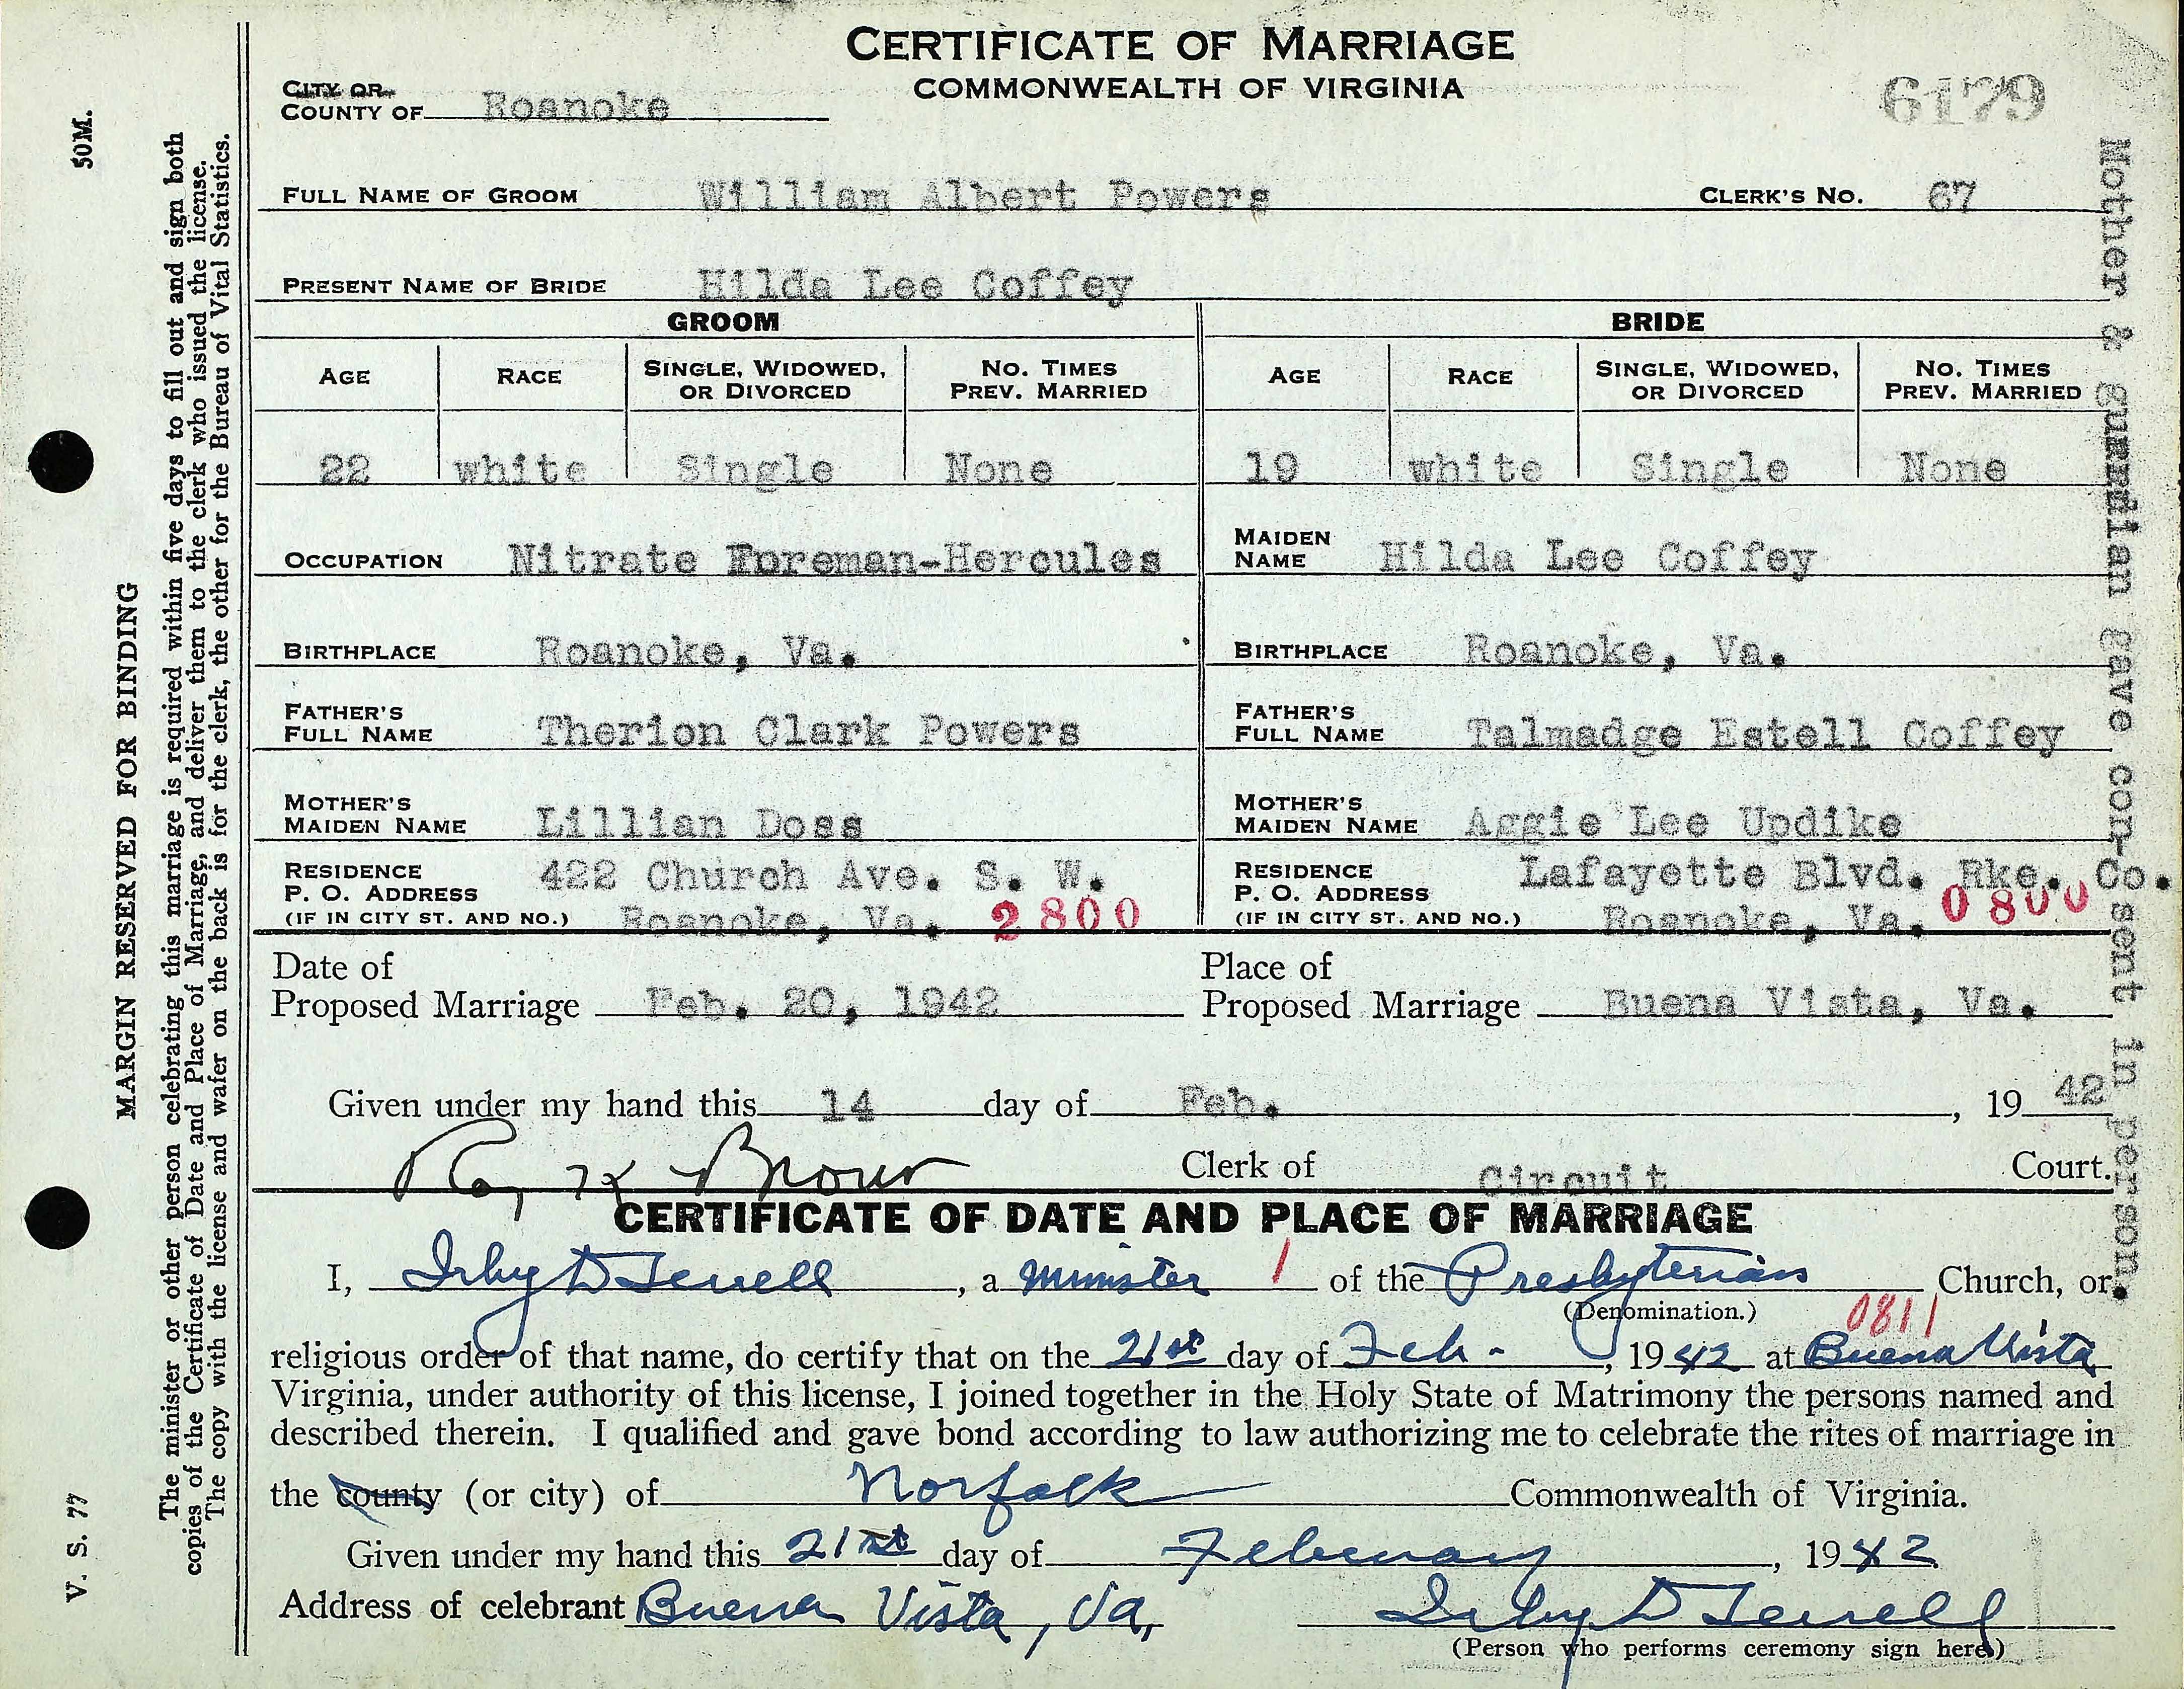 CERTIFICATE OF MARRIAGE
COMMONWEALTH OF VIRGINIA
CITY OR
COUNTY OF Roanoke
6179
FULL NAME OF GROOM William Albert Powers CLERK'S NO. 67
PRESENT NAME OF BRIDE Hilda Lee Coffey
GROOM BRIDE
AGE RACE SINGLE, WIDOWED, OR DIVORCED NO. TIMES PREV. MARRIED AGE RACE SINGLE, WIDOWED, OR DIVORCED NO. TIMES PREV. MARRIED
22 white Single None 19 white Single None
OCCUPATION Nitrate Foreman-Hercules MAIDEN NAME Hilda Lee Coffey
BIRTHPLACE Roanoke, Va. BIRTHPLACE Roanoke, Va.
FATHER'S FULL NAME Therion Clark Powers FATHER'S FULL NAME Talmadge Estell Coffey
MOTHER'S MAIDEN NAME Lillian Doss MOTHER'S MAIDEN NAME Aggie Lee Updike
RESIDENCE 422 Church Ave. S. W. RESIDENCE Lafayette Blvd. Rke. Co.
P. O. ADDRESS P. O. ADDRESS
(IF IN CITY ST. AND NO.) Roanoke, Va. 2800 (IF IN CITY ST. AND NO.) Roanoke, Va. 0800
Date of Proposed Marriage Feb. 20, 1942 Place of Proposed Marriage Buena Vista, Va.
Given under my hand this 14 day of Feb. , 19 42
Roy K Brown Clerk of Circuit Court.
CERTIFICATE OF DATE AND PLACE OF MARRIAGE
I, Irby D Terrell , a minister 1 of the Presbyterian Church, or
(Denomination.) 0811
religious order of that name, do certify that on the 21st day of Feb. , 1942 at Buena Vista
Virginia, under authority of this license, I joined together in the Holy State of Matrimony the persons named and
described therein. I qualified and gave bond according to law authorizing me to celebrate the rites of marriage in
the county (or city) of Norfolk Commonwealth of Virginia.
Given under my hand this 21st day of February , 1942
Address of celebrant Buena Vista, Va, Irby D Terrell
(Person who performs ceremony sign here.)
Mother & guardian gave con-sent in person.
50M.
MARGIN RESERVED FOR BINDING
V. S. 77
The minister or other person celebrating this marriage is required within five days to fill out and sign both
copies of the Certificate of Date and Place of Marriage, and deliver them to the clerk who issued the license.
The copy with the license and wafer on the back is for the clerk, the other for the Bureau of Vital Statistics.